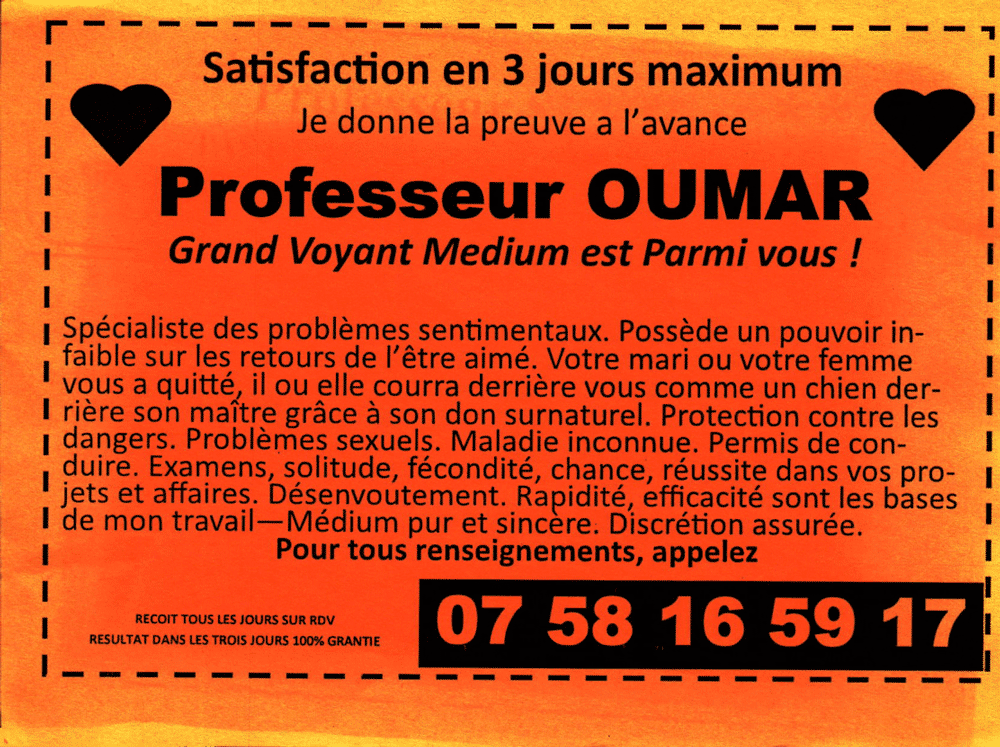 Satisfaction en 3 jours maximum
Je donne la preuve a l'avance
Professeur OUMAR
Grand Voyant Medium est Parmi vous !
Spécialiste des problèmes sentimentaux. Possède un pouvoir in-
faible sur les retours de l'être aimé. Votre mari ou votre femme
vous a quitté, il ou elle courra derrière vous comme un chien der-
rière son maître grâce à son don surnaturel. Protection contre les
dangers. Problèmes sexuels. Maladie inconnue. Permis de con-
duire. Examens, solitude, fécondité, chance, réussite dans vos pro-
jets et affaires. Désenvoutement. Rapidité, efficacité sont les bases
de mon travail—Médium pur et sincère. Discrétion assurée.
Pour tous renseignements, appelez
RECOIT TOUS LES JOURS SUR RDV
RESULTAT DANS LES TROIS JOURS 100% GRANTIE
07 58 16 59 17